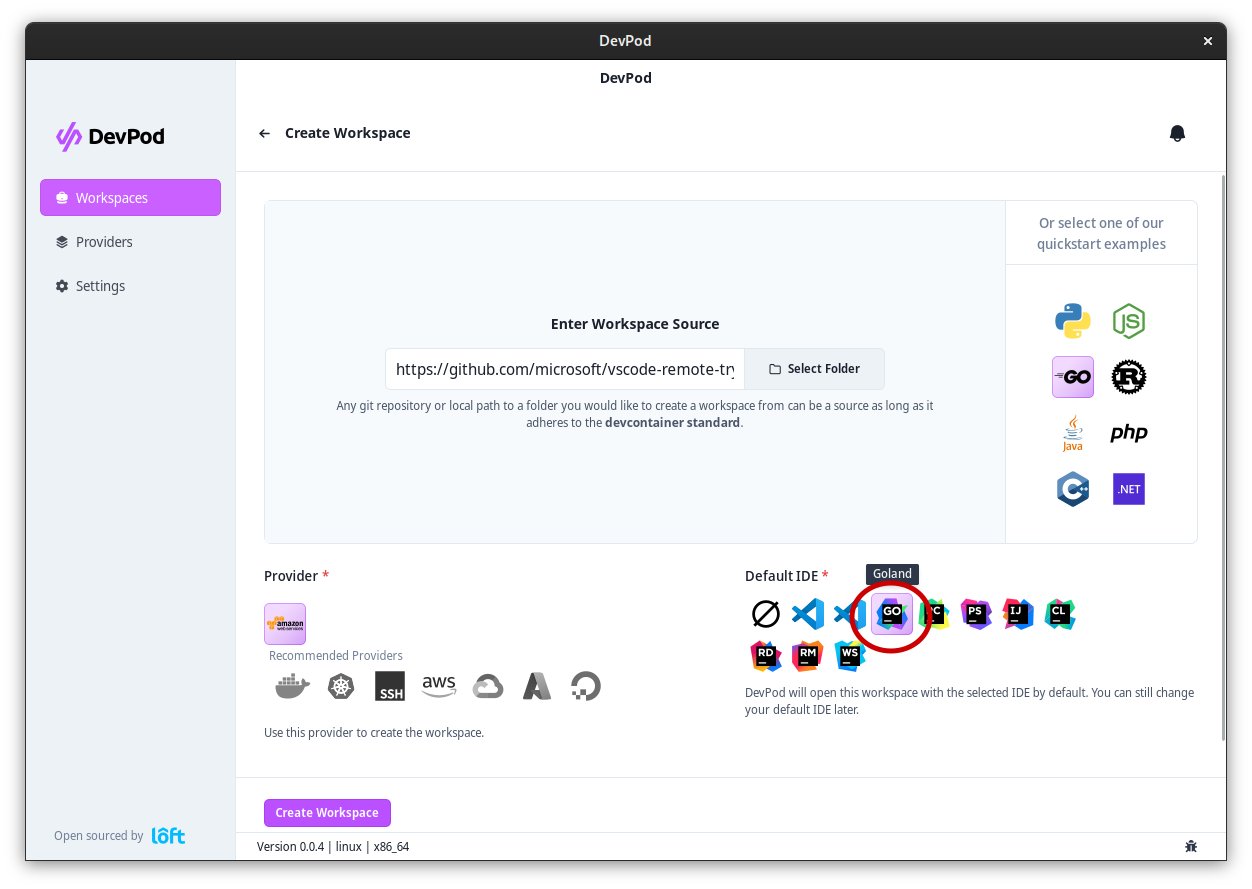 DevPod
DevPod
DevPod
Create Workspace
Workspaces
Providers
Settings
Or select one of our
quickstart examples
Enter Workspace Source
https://github.com/microsoft/vscode-remote-try
Select Folder
Any git repository or local path to a folder you would like to create a workspace from can be a source as long as it
adheres to the devcontainer standard.
JS
GO
R
Java
php
C++
.NET
Provider *
amazon
web services
Recommended Providers
SSH
aws
Use this provider to create the workspace.
Default IDE *
Goland
GO
PC
PS
IJ
CL
RD
RM
WS
DevPod will open this workspace with the selected IDE by default. You can still change
your default IDE later.
Create Workspace
Open sourced by loft
Version 0.0.4 | linux | x86_64